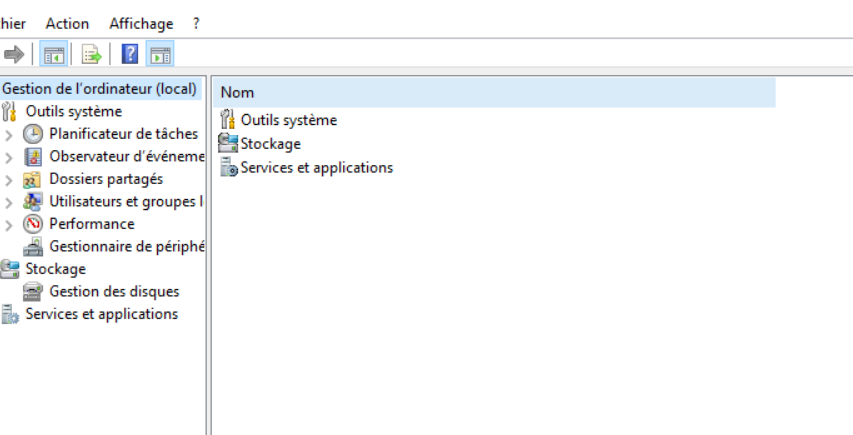 hier Action Affichage ?
Gestion de l'ordinateur (local)
Outils système
Planificateur de tâches
Observateur d'événeme
Dossiers partagés
Utilisateurs et groupes l
Performance
Gestionnaire de périphé
Stockage
Gestion des disques
Services et applications
Nom
Outils système
Stockage
Services et applications